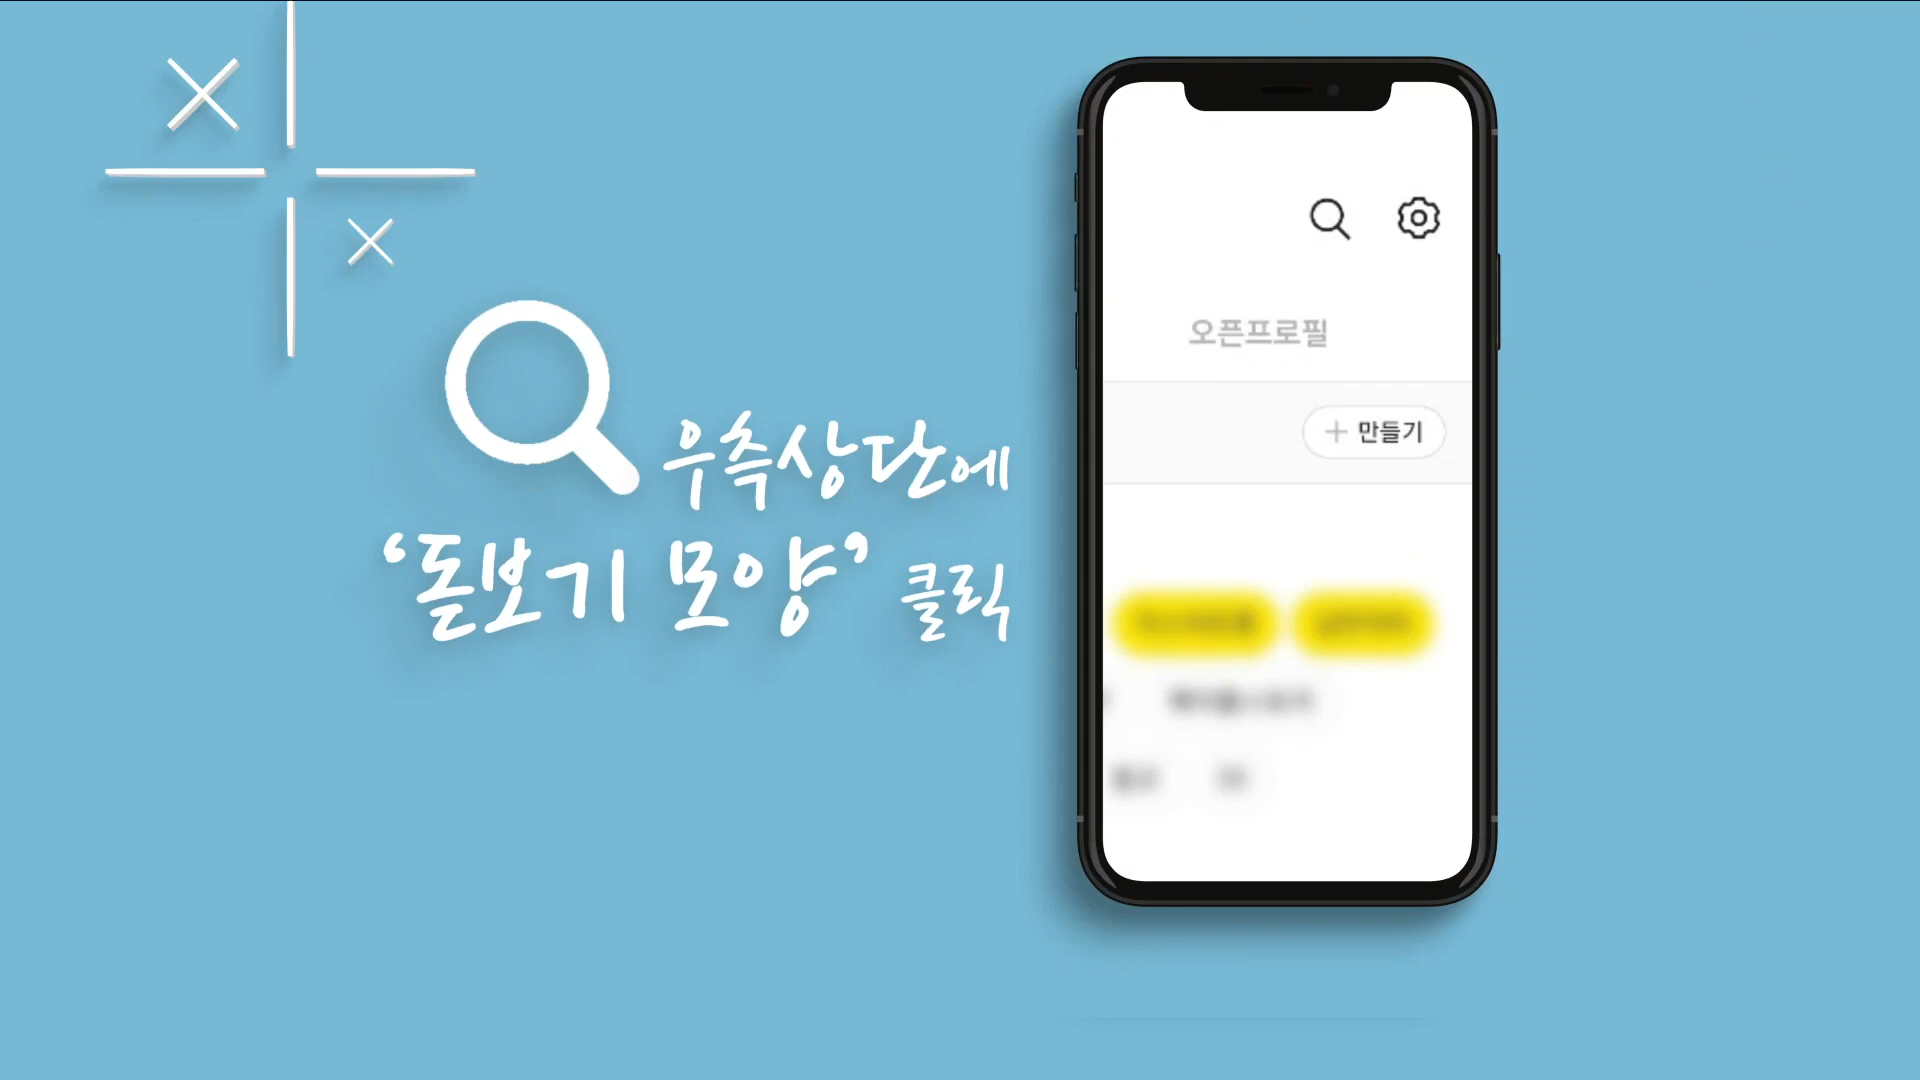 우측상단에
‘돋보기 모양’ 클릭
오픈프로필
+ 만들기